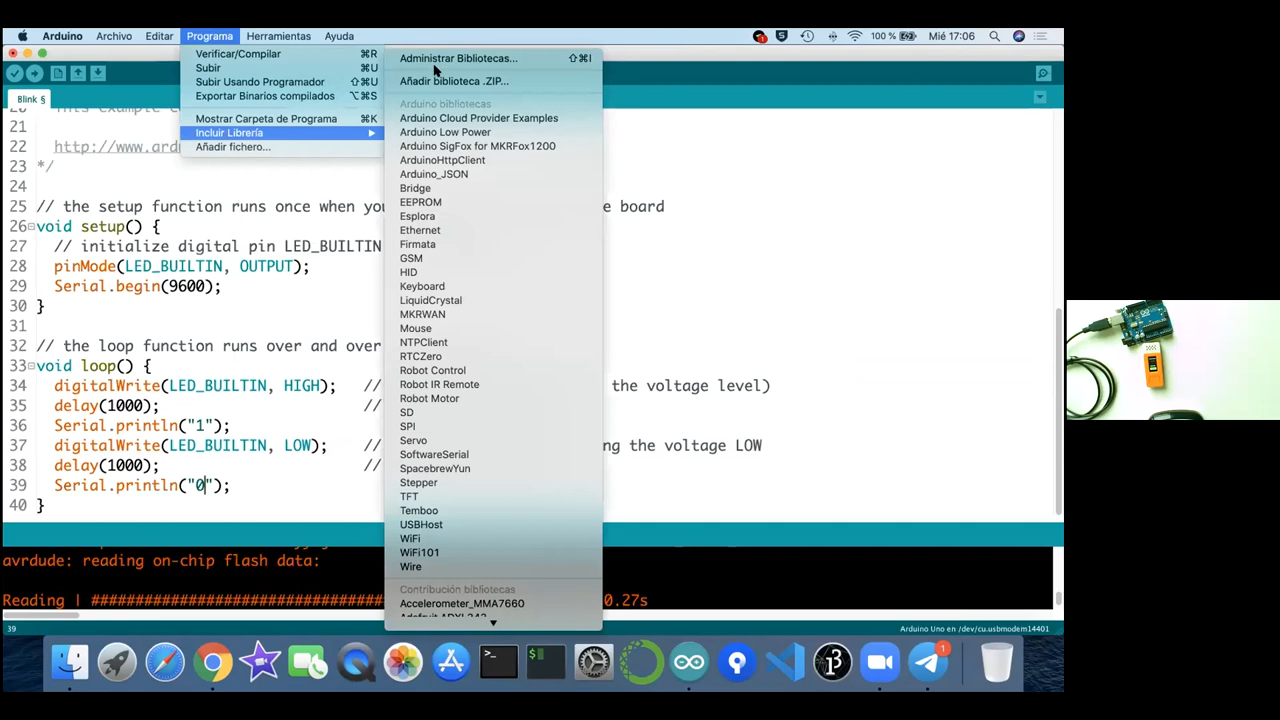 Arduino Archivo Editar Programa Herramientas Ayuda 100 % Mié 17:06
Verificar/Compilar ⌘R
Subir ⌘U
Subir Usando Programador ⇧⌘U
Exportar Binarios compilados ⌥⌘S
Mostrar Carpeta de Programa ⌘K
Incluir Librería
Añadir fichero...
Administrar Bibliotecas... ⇧⌘I
Añadir biblioteca .ZIP...
Arduino bibliotecas
Arduino Cloud Provider Examples
Arduino Low Power
Arduino SigFox for MKRFox1200
ArduinoHttpClient
Arduino_JSON
Bridge
EEPROM
Esplora
Ethernet
Firmata
GSM
HID
Keyboard
LiquidCrystal
MKRWAN
Mouse
NTPClient
RTCZero
Robot Control
Robot IR Remote
Robot Motor
SD
SPI
Servo
SoftwareSerial
SpacebrewYun
Stepper
TFT
Temboo
USBHost
WiFi
WiFi101
Wire
Contribución bibliotecas
Accelerometer_MMA7660
Blink §
21
22 http://www.ard
23 */
24
25 // the setup function runs once when you e board
26 void setup() {
27 // initialize digital pin LED_BUILTIN
28 pinMode(LED_BUILTIN, OUTPUT);
29 Serial.begin(9600);
30 }
31
32 // the loop function runs over and over
33 void loop() {
34 digitalWrite(LED_BUILTIN, HIGH); // the voltage level)
35 delay(1000); //
36 Serial.println("1");
37 digitalWrite(LED_BUILTIN, LOW); // ng the voltage LOW
38 delay(1000); //
39 Serial.println("0");
40 }
avrdude: reading on-chip flash data:
Reading | ################################ 0.27s
39 Arduino Uno en /dev/cu.usbmodem14401
1